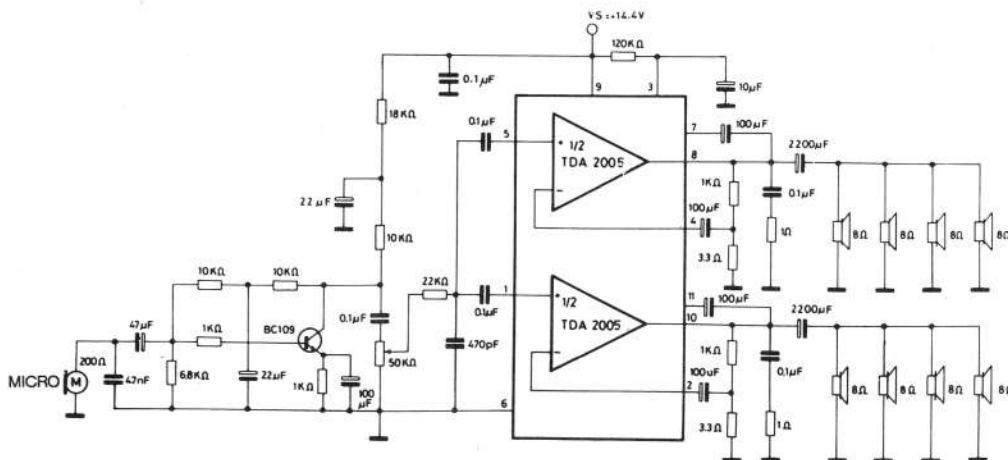 VS=+14.4V
120KΩ
0.1µF
9
3
10µF
18KΩ
0.1µF
5
+
1/2
TDA 2005
-
7
100µF
8
2200µF
1KΩ
0.1µF
100µF
4
1Ω
3.3Ω
8Ω
8Ω
8Ω
8Ω
22µF
10KΩ
10KΩ
10KΩ
22KΩ
1
0.1µF
+
1/2
TDA 2005
-
11
100µF
10
2200µF
47µF
1KΩ
BC109
0.1µF
470pF
50KΩ
1KΩ
0.1µF
100uF
2
200Ω
MICRO
M
47nF
6.8KΩ
22µF
1KΩ
100
µF
6
3.3Ω
1Ω
8Ω
8Ω
8Ω
8Ω